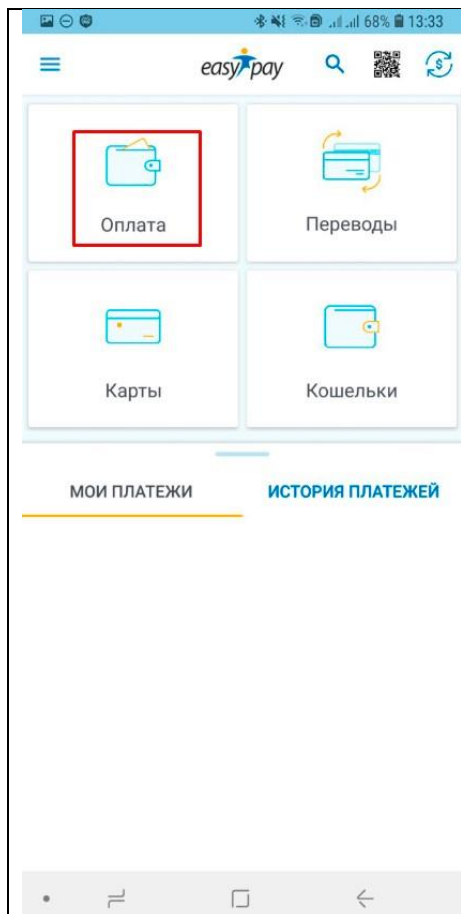 68% 13:33
easypay
Оплата
Переводы
Карты
Кошельки
МОИ ПЛАТЕЖИ
ИСТОРИЯ ПЛАТЕЖЕЙ